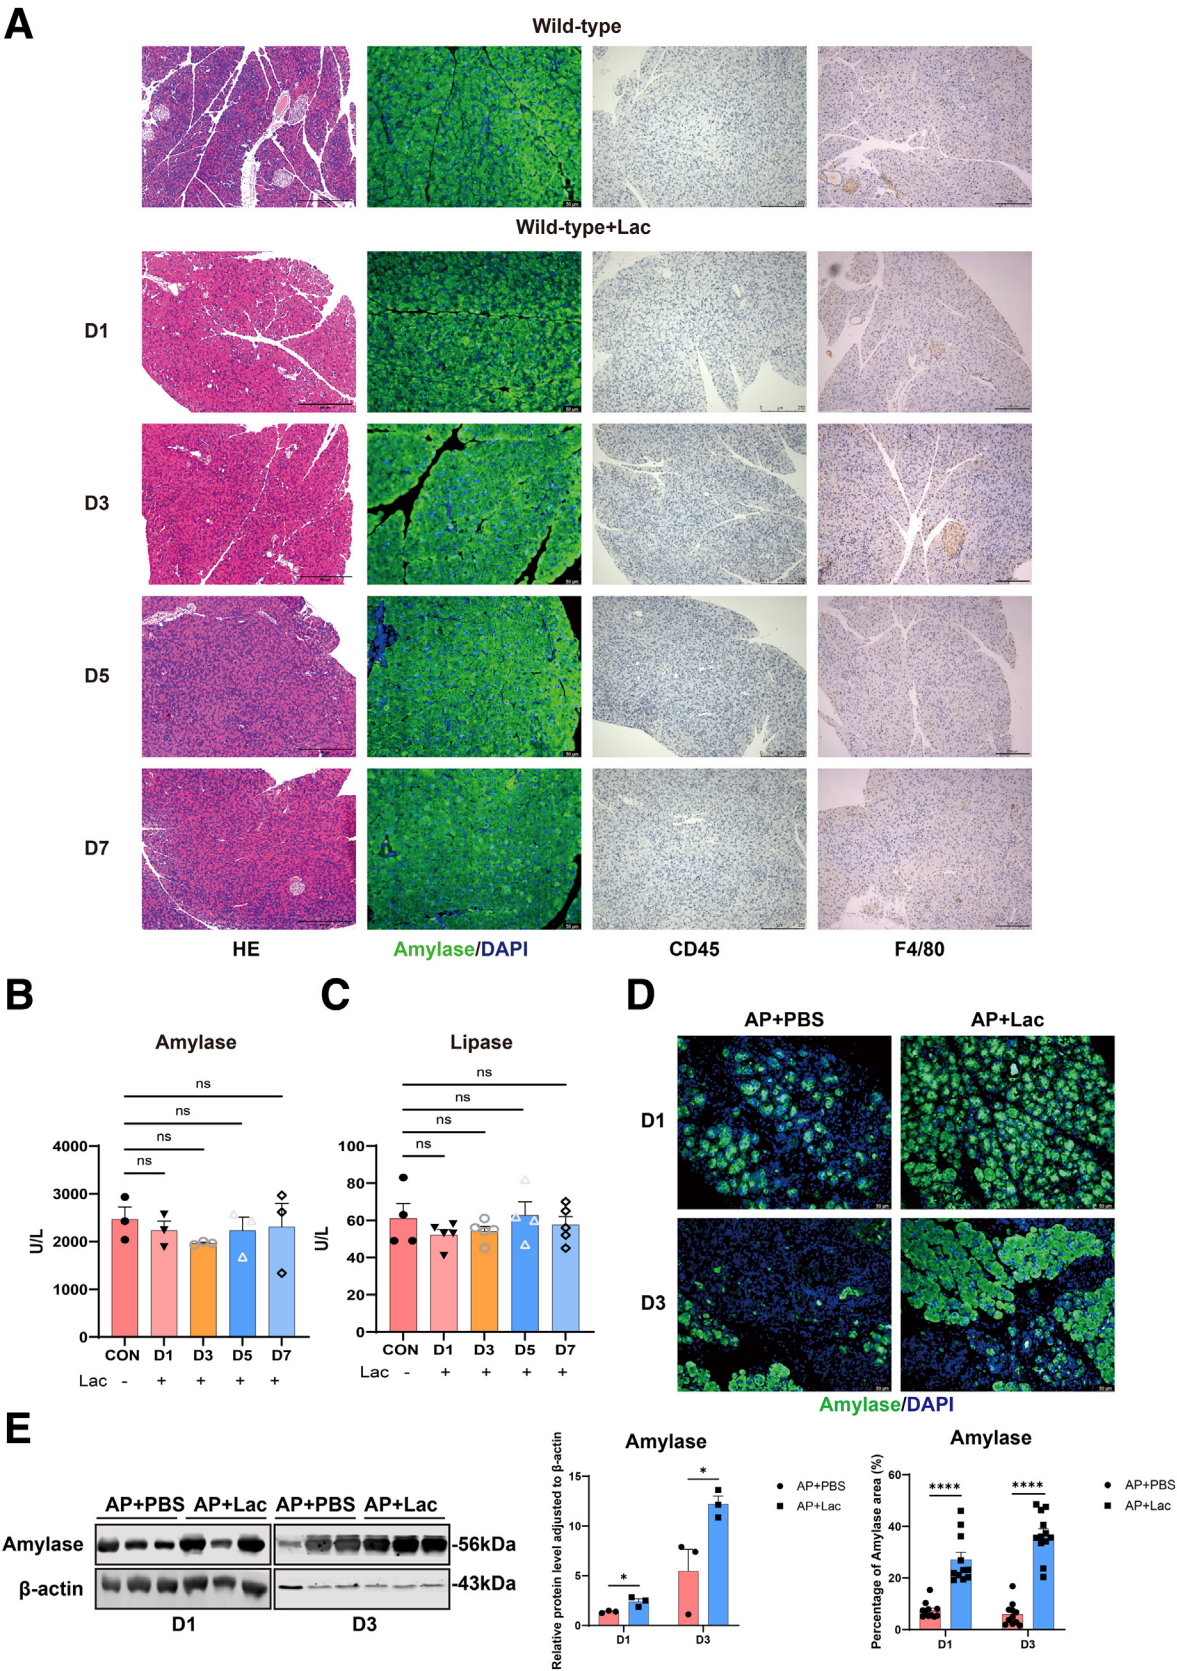 A
Wild-type
Wild-type+Lac
D1
D3
D5
D7
HE
Amylase/DAPI
CD45
F4/80
B
Amylase
ns
ns
ns
ns
U/L
4000
3000
2000
1000
0
CON D1 D3 D5 D7
Lac - + + + +
C
Lipase
ns
ns
ns
ns
U/L
100
80
60
40
20
0
CON D1 D3 D5 D7
Lac - + + + +
D
AP+PBS
AP+Lac
D1
D3
50 μm
50 μm
Amylase/DAPI
E
AP+PBS AP+Lac AP+PBS AP+Lac
Amylase
-56kDa
β-actin
-43kDa
D1
D3
Amylase
Relative protein level adjusted to β-actin
15
10
5
0
*
*
D1 D3
AP+PBS
AP+Lac
Amylase
Percentage of Amylase area (%)
60
40
20
0
****
****
D1 D3
AP+PBS
AP+Lac